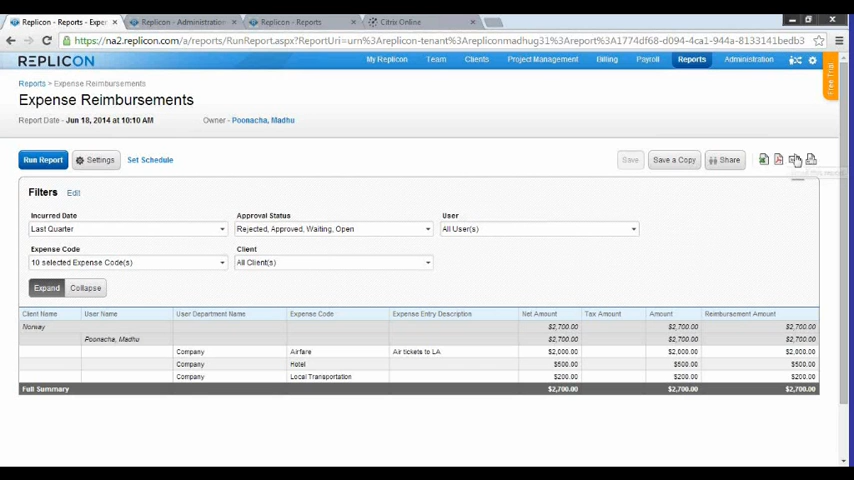 Replicon - Reports - Exper
Replicon - Administration
Replicon - Reports
Citrix Online
https://na2.replicon.com/a/reports/RunReport.aspx?ReportUri=urn%3Areplicon-tenant%3Arepliconmadhug31%3Areport%3A1774df68-d094-4ca1-944a-8133141bedb3
REPLICON
My Replicon
Team
Clients
Project Management
Billing
Payroll
Reports
Administration
Free Trial
Reports > Expense Reimbursements
Expense Reimbursements
Report Date - Jun 18, 2014 at 10:10 AM
Owner - Poonacha, Madhu
Run Report
Settings
Set Schedule
Save
Save a Copy
Share
Filters Edit
Incurred Date Approval Status User
Last Quarter Rejected, Approved, Waiting, Open All User(s)
Expense Code Client
10 selected Expense Code(s) All Client(s)
Expand Collapse
Client Name User Name User Department Name Expense Code Expense Entry Description Net Amount Tax Amount Amount Reimbursement Amount
Norway $2,700.00 $2,700.00 $2,700.00
Poonacha, Madhu $2,700.00 $2,700.00 $2,700.00
Company Airfare Air tickets to LA $2,000.00 $2,000.00 $2,000.00
Company Hotel $500.00 $500.00 $500.00
Company Local Transportation $200.00 $200.00 $200.00
Full Summary $2,700.00 $2,700.00 $2,700.00